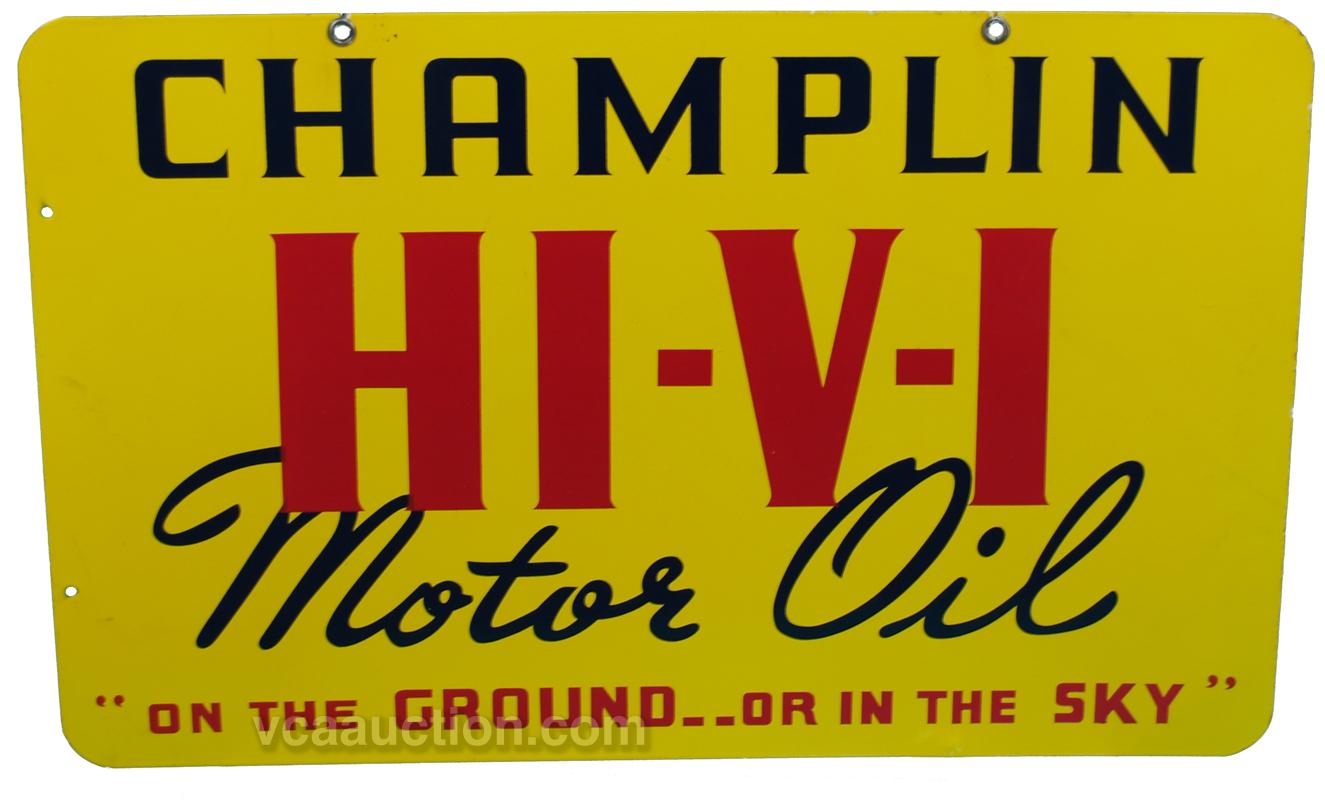 CHAMPLIN
HI-V-I
Motor Oil
“ON THE GROUND...OR IN THE SKY”
vcaauction.com